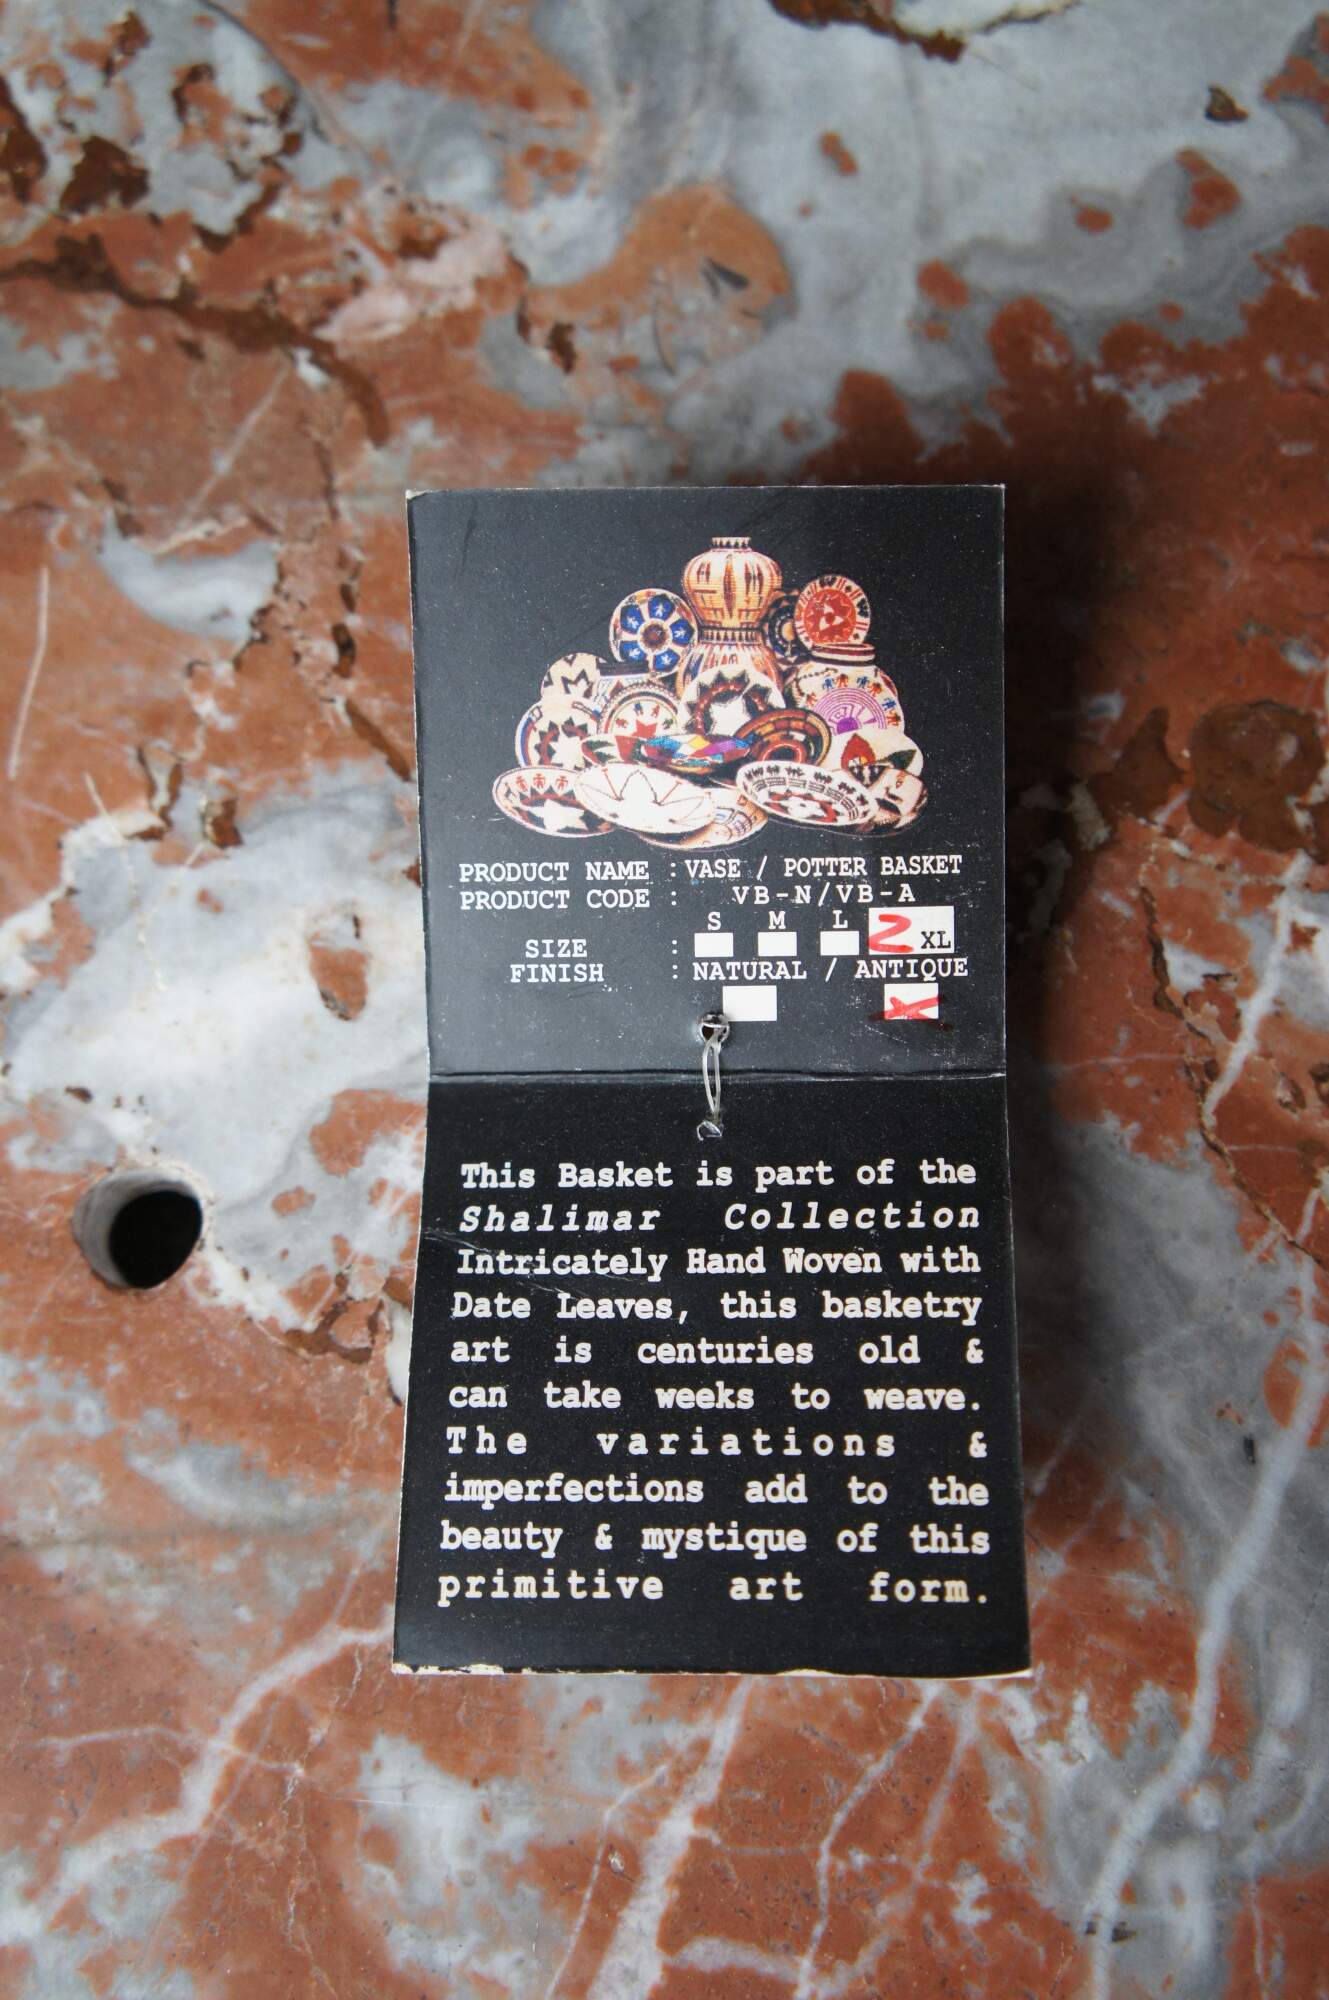 PRODUCT NAME : VASE / POTTER BASKET
PRODUCT CODE : VB-N/VB-A
S M L
SIZE : 2 XL
FINISH : NATURAL / ANTIQUE
This Basket is part of the
Shalimar Collection
Intricately Hand Woven with
Date Leaves, this basketry
art is centuries old &
can take weeks to weave.
The variations &
imperfections add to the
beauty & mystique of this
primitive art form.